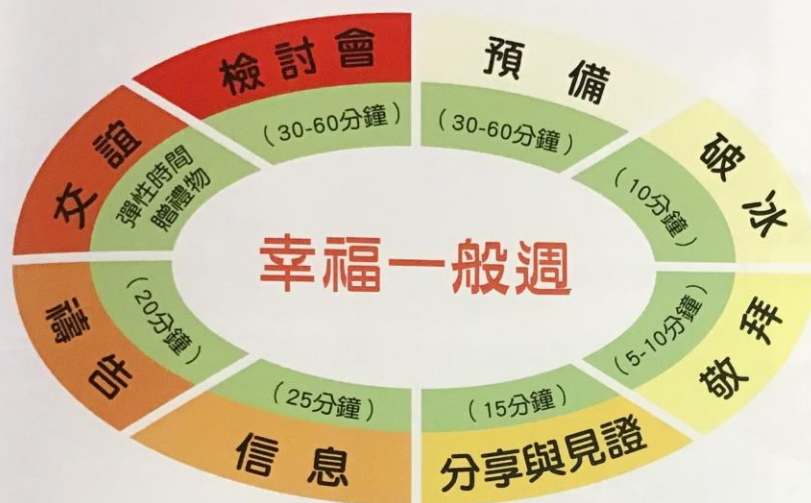 幸福一般週
預備
(30-60分鐘)
破冰
(10分鐘)
敬拜
(5-10分鐘)
分享與見證
(15分鐘)
信息
(25分鐘)
禱告
(20分鐘)
交誼
彈性時間
贈禮物
檢討會
(30-60分鐘)